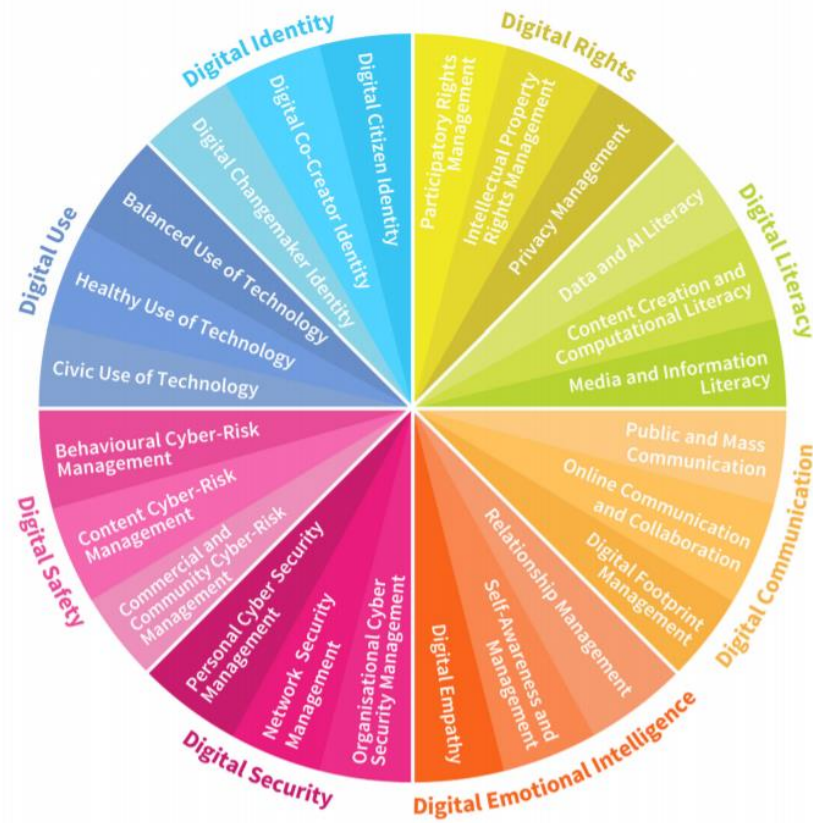 Digital Identity
Digital Citizen Identity
Digital Co-Creator Identity
Digital Changemaker Identity
Digital Rights
Participatory Rights
Management
Intellectual Property
Rights Management
Privacy Management
Digital Literacy
Data and AI Literacy
Content Creation and
Computational Literacy
Media and Information
Literacy
Digital Communication
Public and Mass
Communication
Online Communication
and Collaboration
Digital Footprint
Management
Digital Emotional Intelligence
Relationship Management
Self-Awareness and
Management
Digital Empathy
Digital Security
Organisational Cyber
Security Management
Network Security
Management
Personal Cyber Security
Management
Digital Safety
Commercial and
Community Cyber-Risk
Management
Content Cyber-Risk
Management
Behavioural Cyber-Risk
Management
Digital Use
Civic Use of Technology
Healthy Use of Technology
Balanced Use of Technology